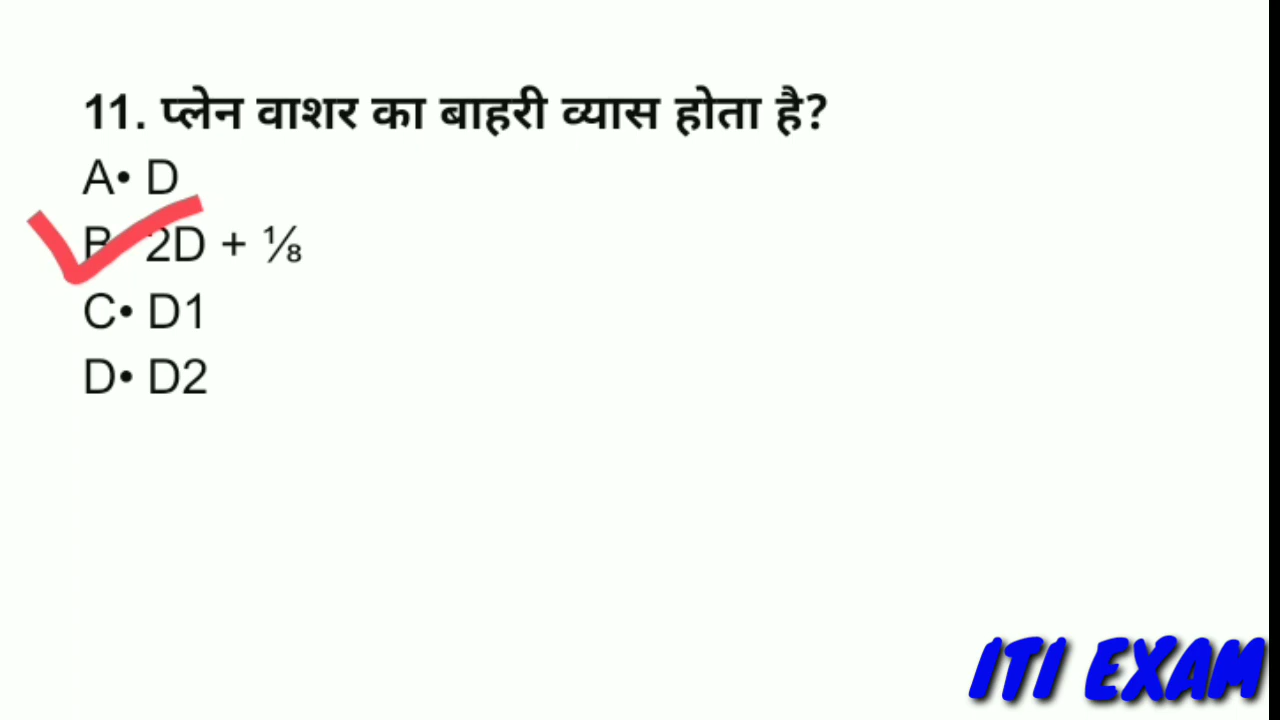 11. प्लेन वाशर का बाहरी व्यास होता है?
A• D
B• 2D + ⅛
C• D1
D• D2
ITI EXAM